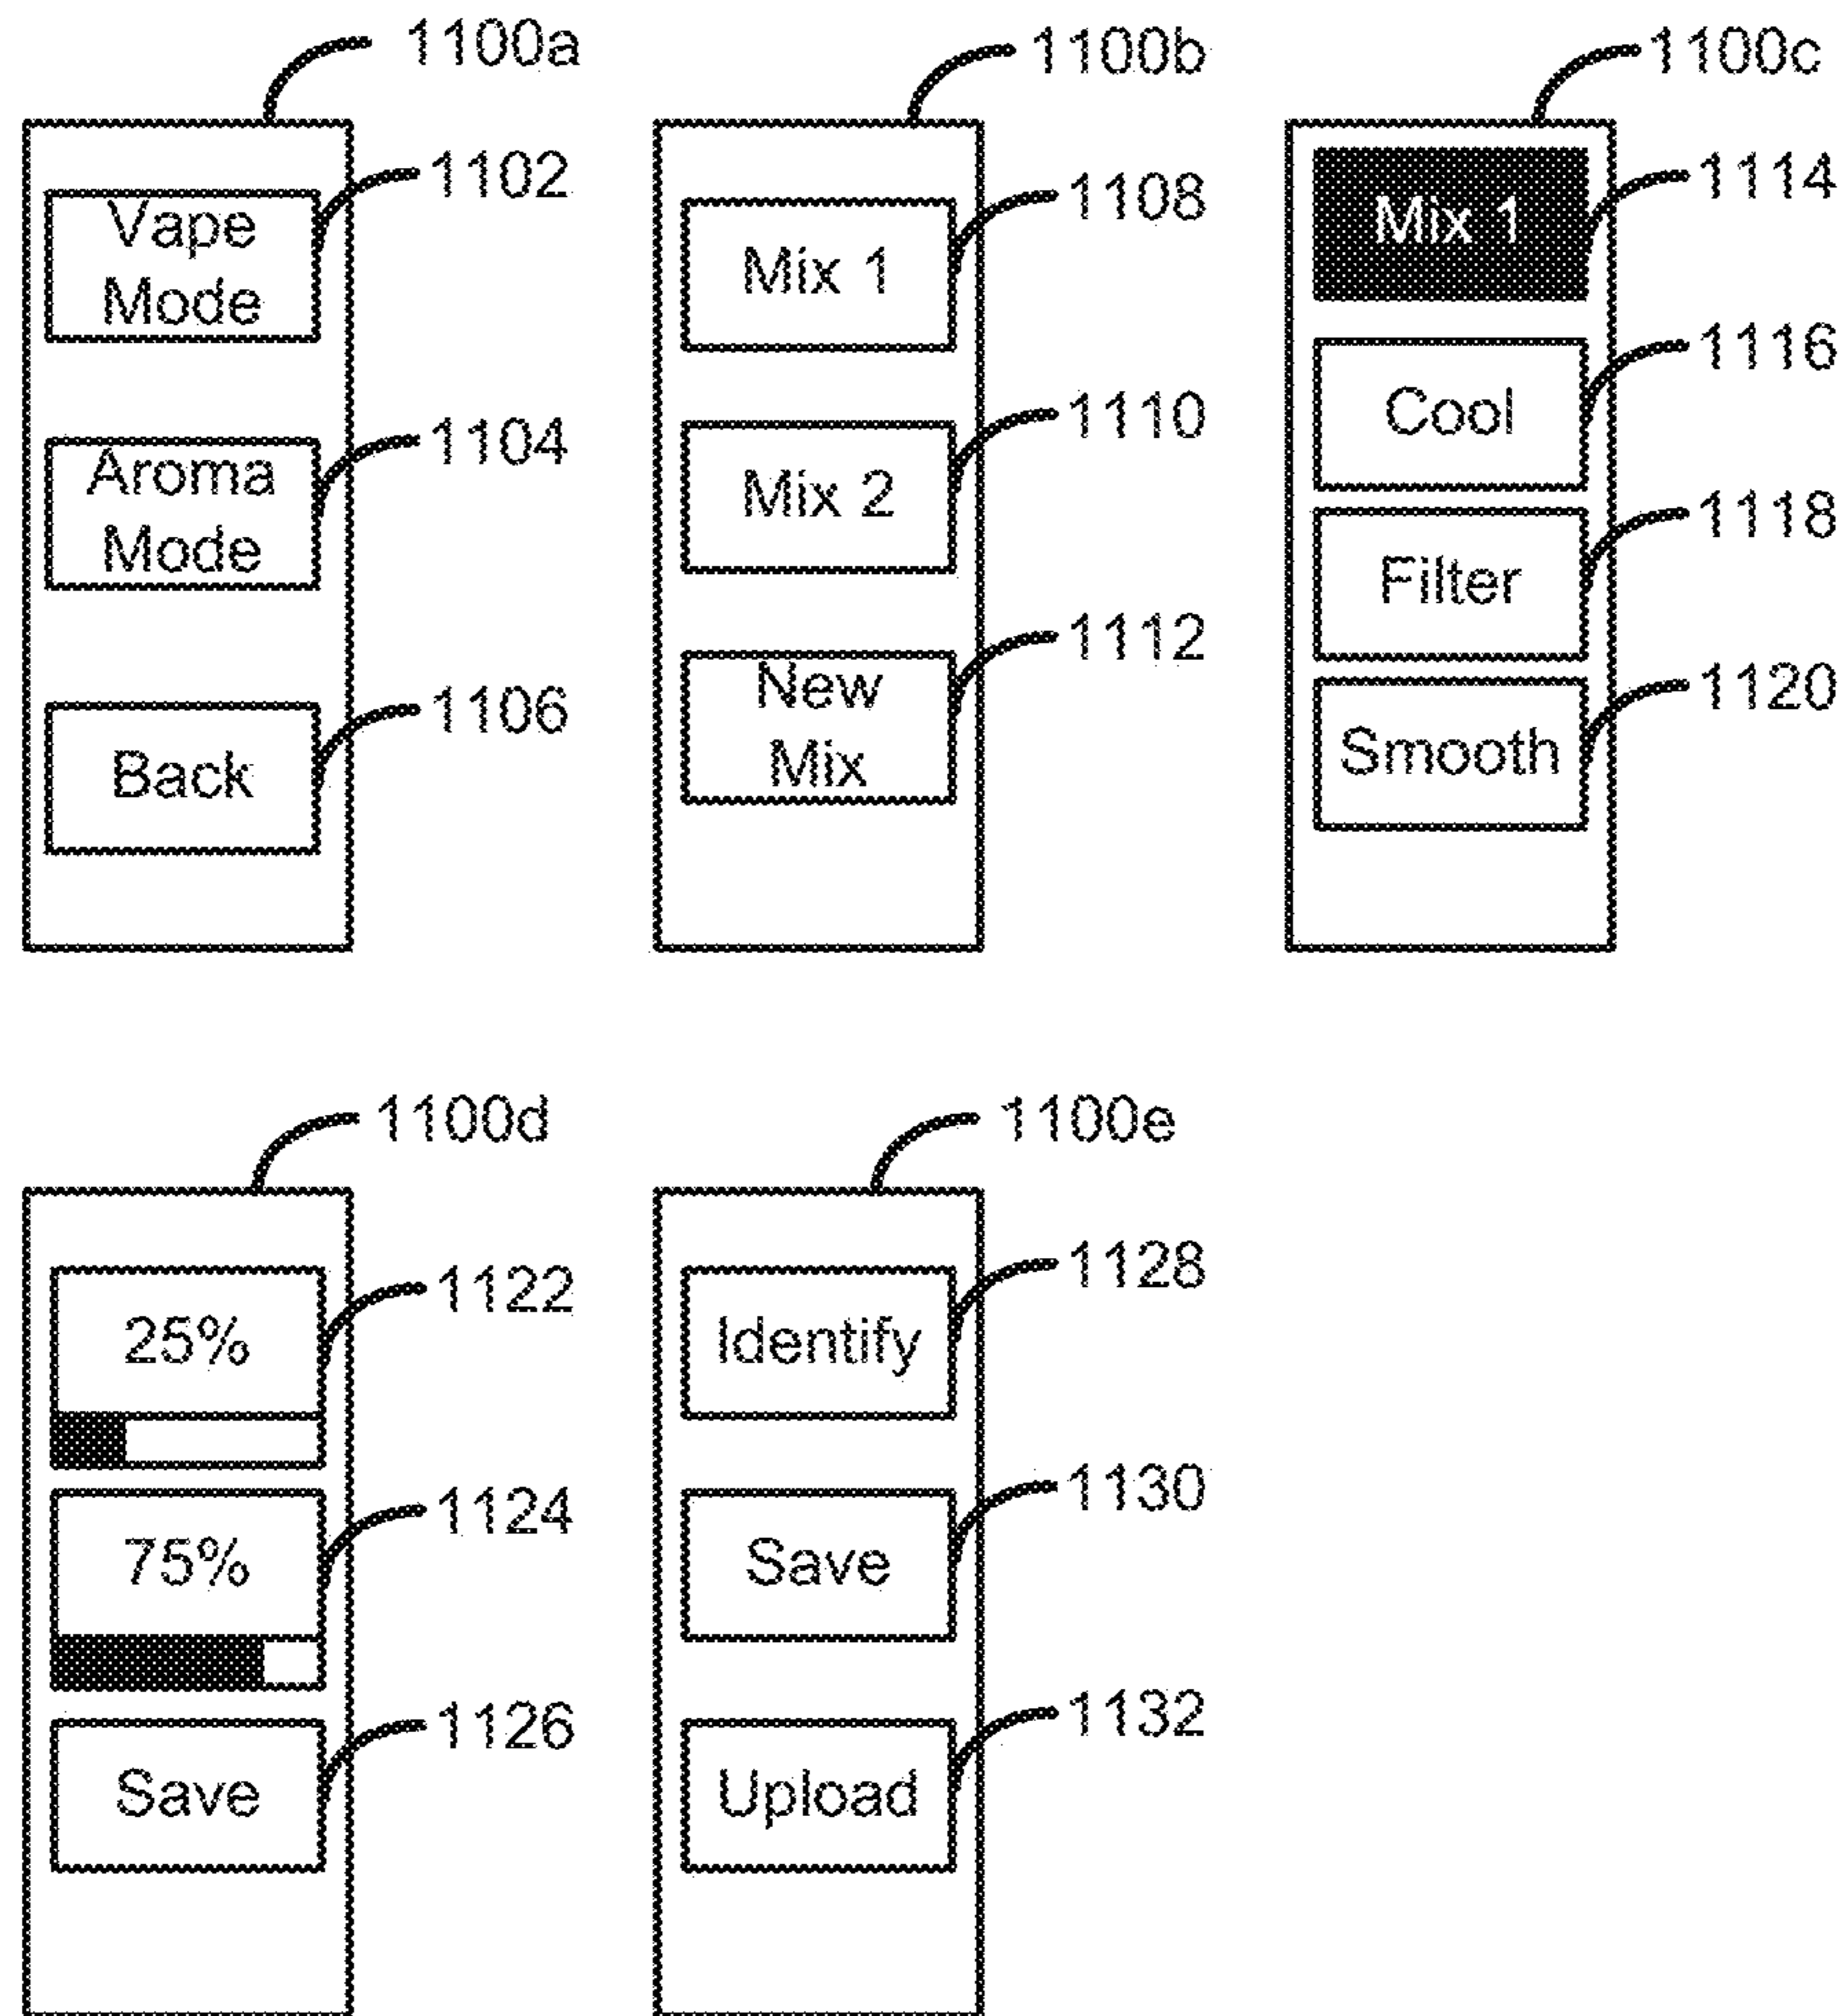 1100a
Vape
Mode
1102
Aroma
Mode
1104
Back
1106
1100b
Mix 1
1108
Mix 2
1110
New
Mix
1112
1100c
Mix 1
1114
Cool
1116
Filter
1118
Smooth
1120
1100d
25%
1122
75%
1124
Save
1126
1100e
Identify
1128
Save
1130
Upload
1132